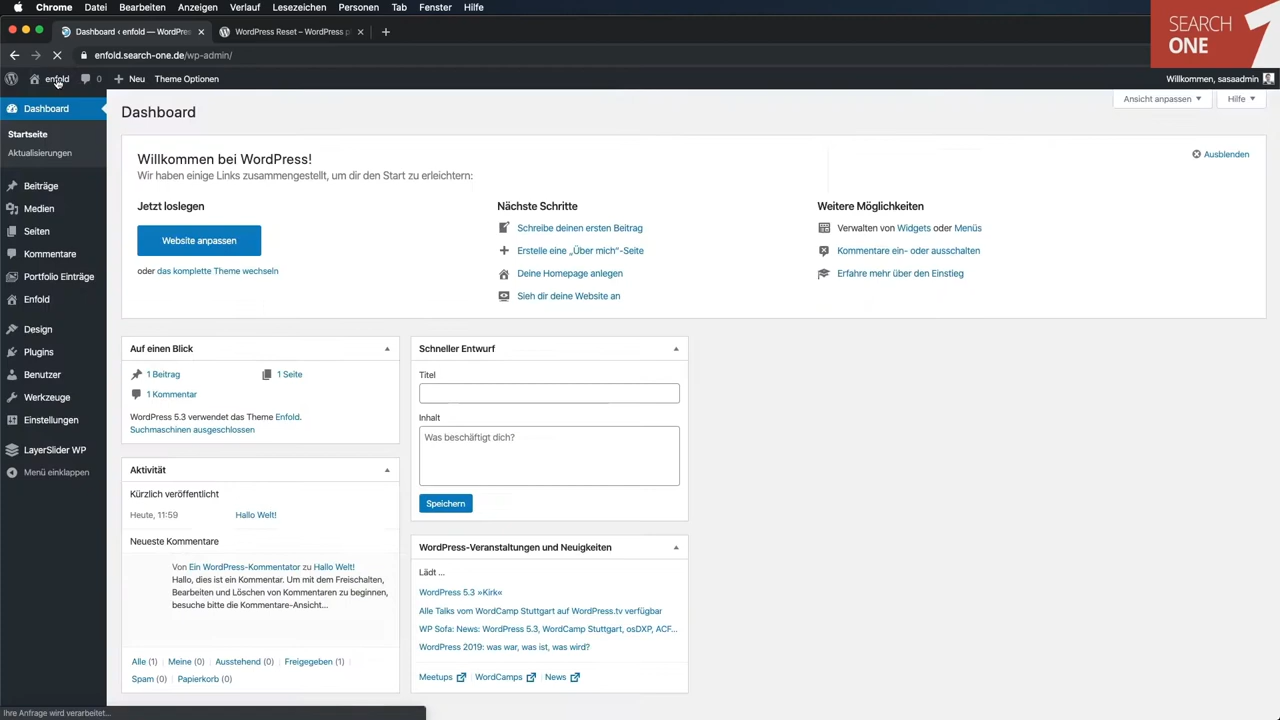 Chrome Datei Bearbeiten Anzeigen Verlauf Lesezeichen Personen Tab Fenster Hilfe
Dashboard ‹ enfold — WordPres
WordPress Reset – WordPress p
SEARCH
ONE
enfold.search-one.de/wp-admin/
enfold 0 Neu Theme Options
Willkommen, sasaadmin
Dashboard
Startseite
Aktualisierungen
Beiträge
Medien
Seiten
Kommentare
Portfolio Einträge
Enfold
Design
Plugins
Benutzer
Werkzeuge
Einstellungen
LayerSlider WP
Menü einklappen
Ansicht anpassen
Hilfe
Dashboard
Willkommen bei WordPress!
Wir haben einige Links zusammengestellt, um dir den Start zu erleichtern:
Ausblenden
Jetzt loslegen
Website anpassen
oder das komplette Theme wechseln
Nächste Schritte
Schreibe deinen ersten Beitrag
Erstelle eine „Über mich“-Seite
Deine Homepage anlegen
Sieh dir deine Website an
Weitere Möglichkeiten
Verwalten von Widgets oder Menüs
Kommentare ein- oder ausschalten
Erfahre mehr über den Einstieg
Auf einen Blick
1 Beitrag
1 Seite
1 Kommentar
WordPress 5.3 verwendet das Theme Enfold.
Suchmaschinen ausgeschlossen
Aktivität
Kürzlich veröffentlicht
Heute, 11:59 Hallo Welt!
Neueste Kommentare
Von Ein WordPress-Kommentator zu Hallo Welt!
Hallo, dies ist ein Kommentar. Um mit dem Freischalten,
Bearbeiten und Löschen von Kommentaren zu beginnen,
besuche bitte die Kommentare-Ansicht…
Alle (1) | Meine (0) | Ausstehend (0) | Freigegeben (1) |
Spam (0) | Papierkorb (0)
Schneller Entwurf
Titel
Inhalt
Was beschäftigt dich?
Speichern
WordPress-Veranstaltungen und Neuigkeiten
Lädt …
WordPress 5.3 »Kirk«
Alle Talks vom WordCamp Stuttgart auf WordPress.tv verfügbar
WP Sofa: News: WordPress 5.3, WordCamp Stuttgart, osDXP, ACF…
WordPress 2019: was war, was ist, was wird?
Meetups | WordCamps | News
Ihre Anfrage wird verarbeitet…